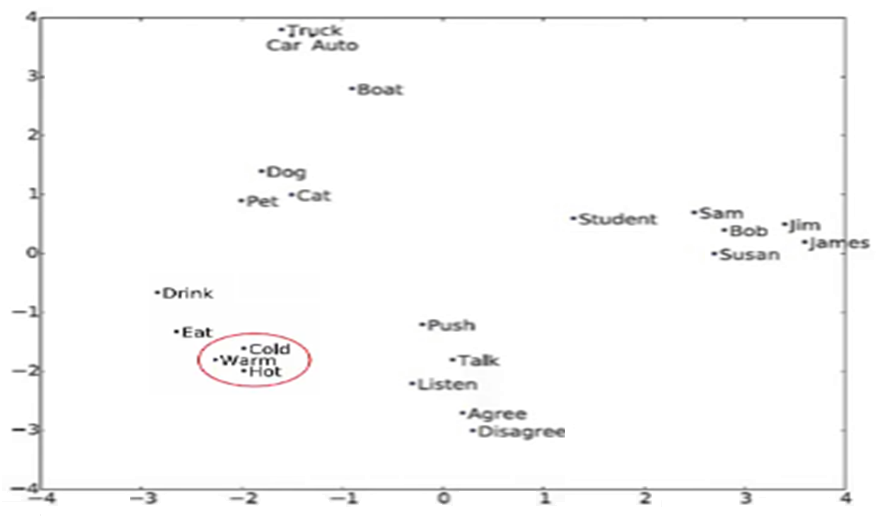 4
Truck
Car Auto
3
Boat
2
Dog
1
Cat
Pet
Sam
Student
Jim
Bob
James
0
Susan
Drink
−1
Push
Eat
Cold
Warm
Talk
−2
Hot
Listen
Agree
−3
Disagree
−4
−4 −3 −2 −1 0 1 2 3 4